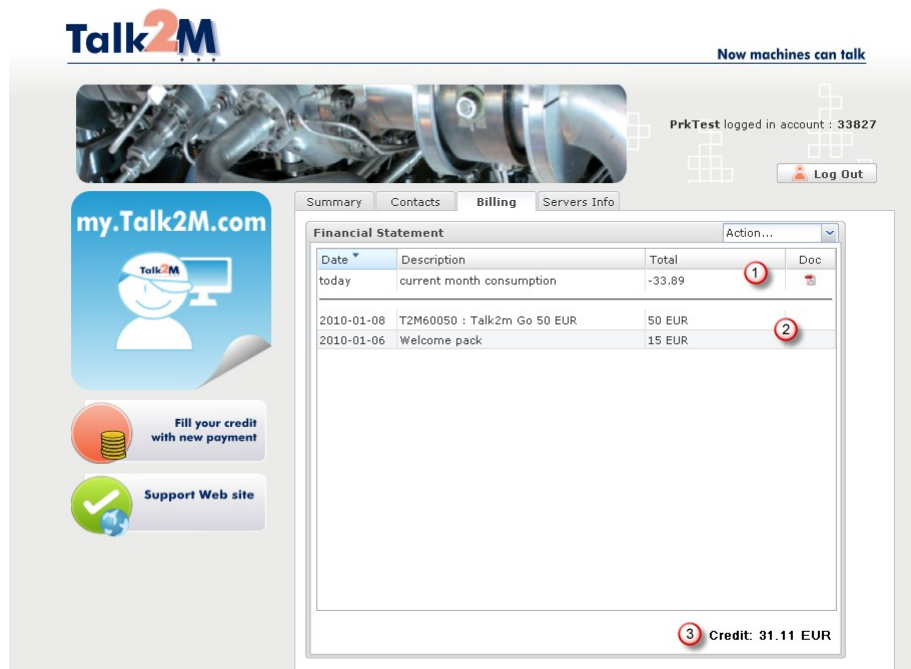 Talk2M
Now machines can talk
PrkTest logged in account : 33827
Log Out
my.Talk2M.com
Talk2M
Fill your credit
with new payment
Support Web site
Summary Contacts Billing Servers Info
Financial Statement Action...
Date Description Total Doc
today current month consumption -33.89 1
2010-01-08 T2M60050 : Talk2m Go 50 EUR 50 EUR 2
2010-01-06 Welcome pack 15 EUR
3 Credit: 31.11 EUR